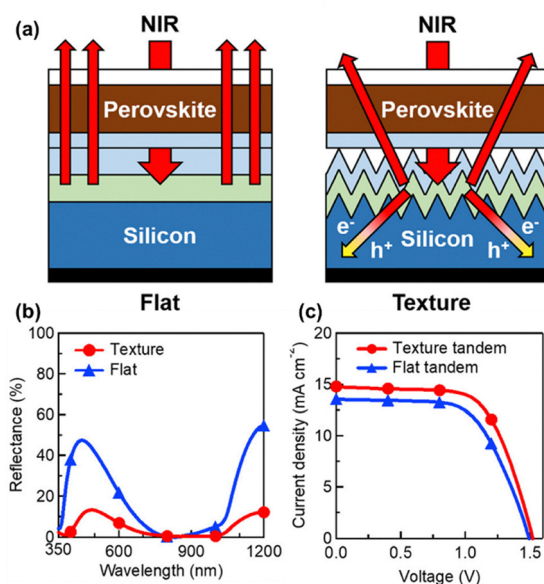 (a)
NIR
NIR
Perovskite
Perovskite
Silicon
e-
h+
Silicon
e-
h+
Flat
Texture
(b)
100
80
60
40
20
0
Reflectance (%)
Texture
Flat
350
600
900
1200
Wavelength (nm)
(c)
20
15
10
5
0
Current density (mA cm-2)
Texture tandem
Flat tandem
0.0
0.5
1.0
1.5
Voltage (V)